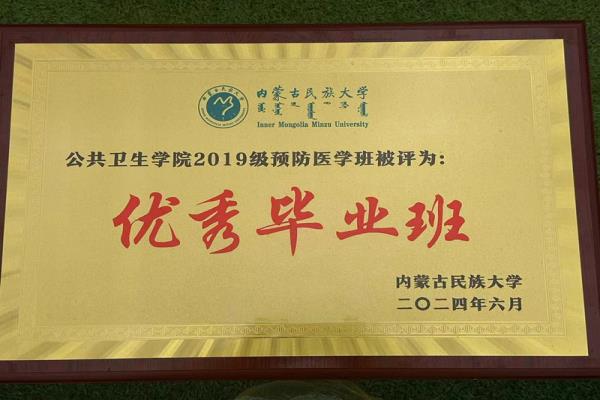 内蒙古民族大学
Inner Mongolia Minzu University
公共卫生学院2019级预防医学班被评为：
优秀毕业班
内蒙古民族大学
二〇二四年六月